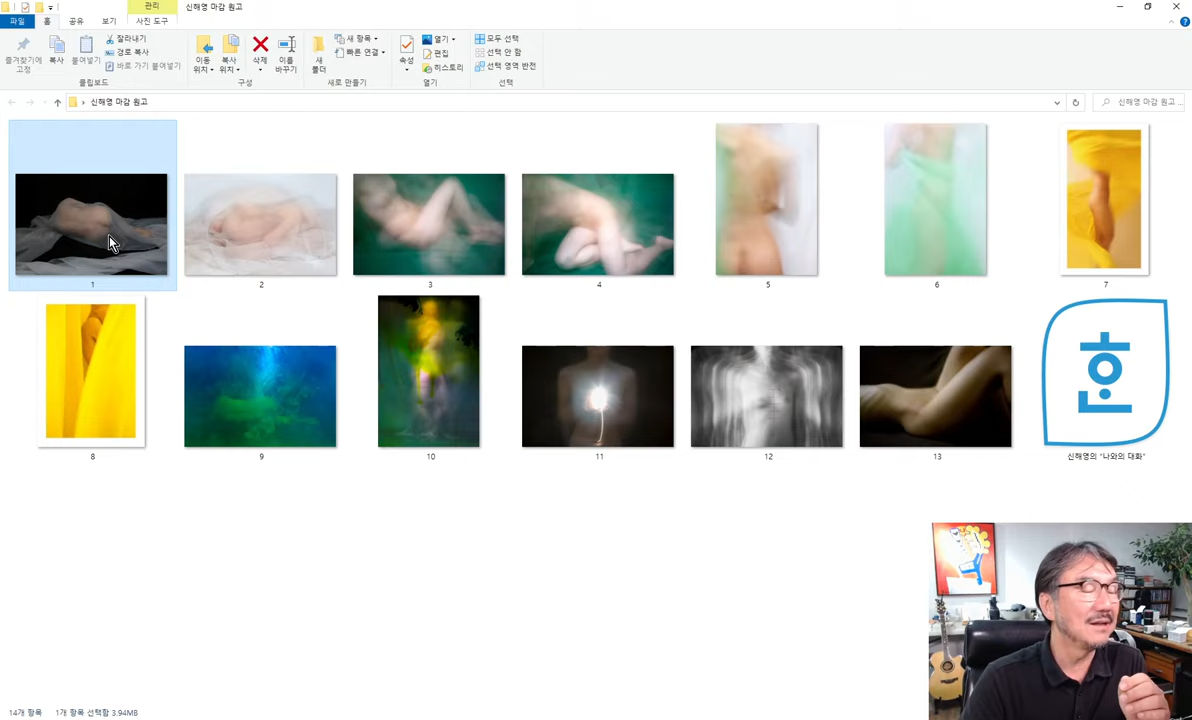 관리
신해영 마감 원고
파일
홈
공유
보기
사진 도구
즐겨찾기에
고정
복사
붙여넣기
잘라내기
경로 복사
바로 가기 붙여넣기
클립보드
이동
위치
복사
위치
삭제
이름
바꾸기
구성
새
폴더
새 항목
빠른 연결
새로 만들기
속성
열기
편집
히스토리
열기
모두 선택
선택 안 함
선택 영역 반전
선택
신해영 마감 원고
신해영 마감 원고 ...
1
2
3
4
5
6
7
8
9
10
11
12
13
신해영의 "나와의 대화"
14개 항목
1개 항목 선택함 3.94MB